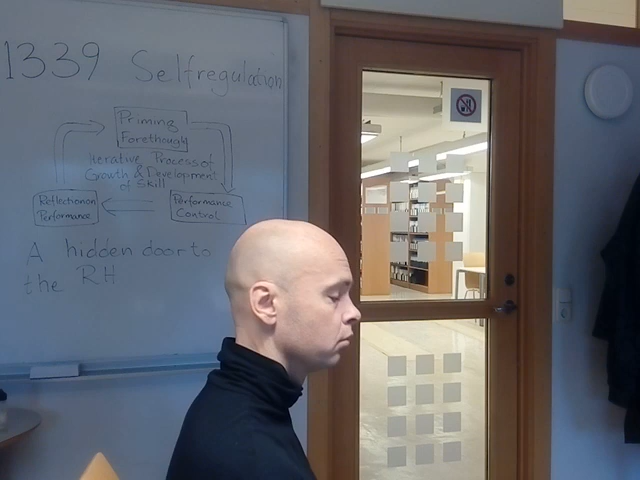 1339 Selfregulation
Priming
Forethough
Iterative Process of
Growth & Development
of Skill
Reflection on
Performance
Performance
Control
A hidden door to
the RH